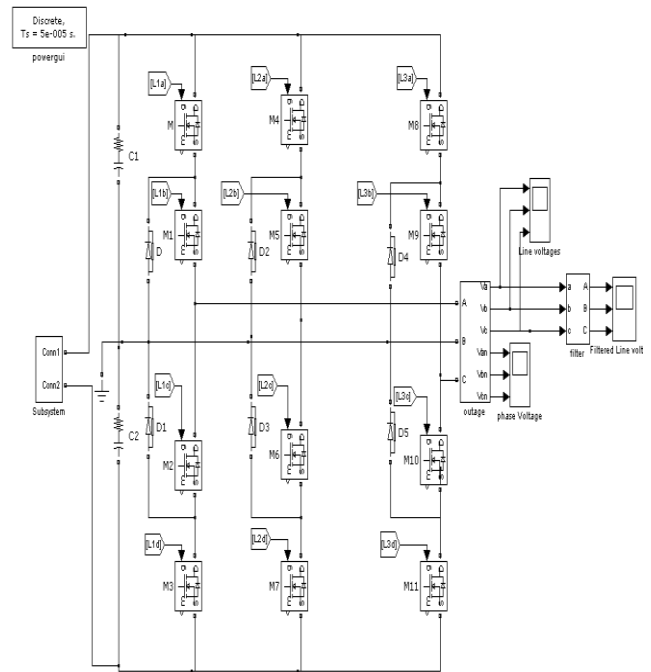 Discrete,
Ts = 5e-005 s.
powergui
[L1a]
[L2a]
[L3a]
M
M4
M8
C1
[L1b]
[L2b]
[L3b]
M1
M5
M9
D
D2
D4
Line voltages
Va
Vb
Vc
a
b
c
A
B
C
filter
Filtered Line volt
A
B
C
Van
Vbn
outage
phase Voltage
Conn1
Conn2
Subsystem
[L1c]
[L2c]
[L3c]
C2
D1
D3
D5
M2
M6
M10
[L1d]
[L2d]
[L3d]
M3
M7
M11